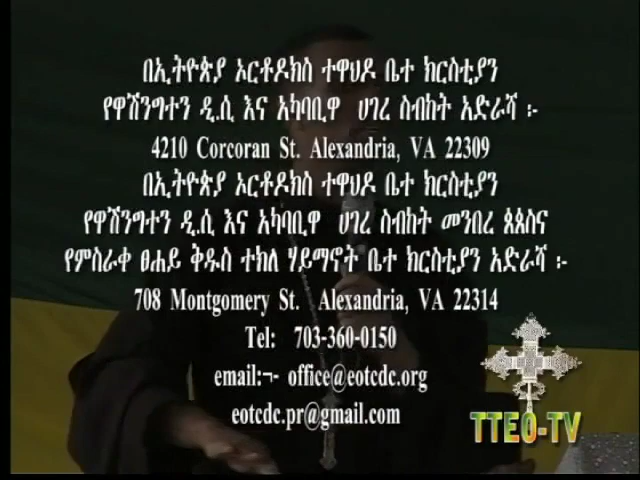 በኢትዮጵያ ኦርቶዶክስ ተዋህዶ ቤተ ክርስቲያን
የዋሽንግተን ዲ.ሲ እና አካባቢዋ ሀገረ ስብከት አድራሻ ፡-
4210 Corcoran St. Alexandria, VA 22309
በኢትዮጵያ ኦርቶዶክስ ተዋህዶ ቤተ ክርስቲያን
የዋሽንግተን ዲ.ሲ እና አካባቢዋ ሀገረ ስብከት መንበረ ጴጴስና
የምስራቀ ፀሐይ ቅዱስ ተክለ ሃይማኖት ቤተ ክርስቲያን አድራሻ ፡-
708 Montgomery St. Alexandria, VA 22314
Tel: 703-360-0150
email:¬- office@eotcdc.org
eotcdc.pr@gmail.com
TTEO-TV